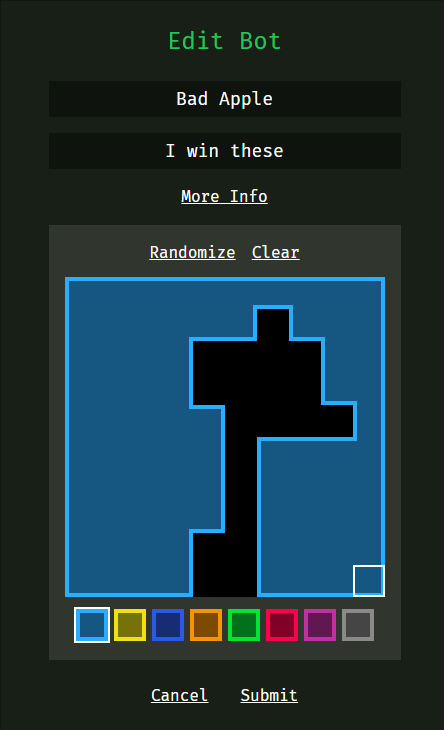 Edit Bot
Bad Apple
I win these
More Info
Randomize Clear
Cancel Submit